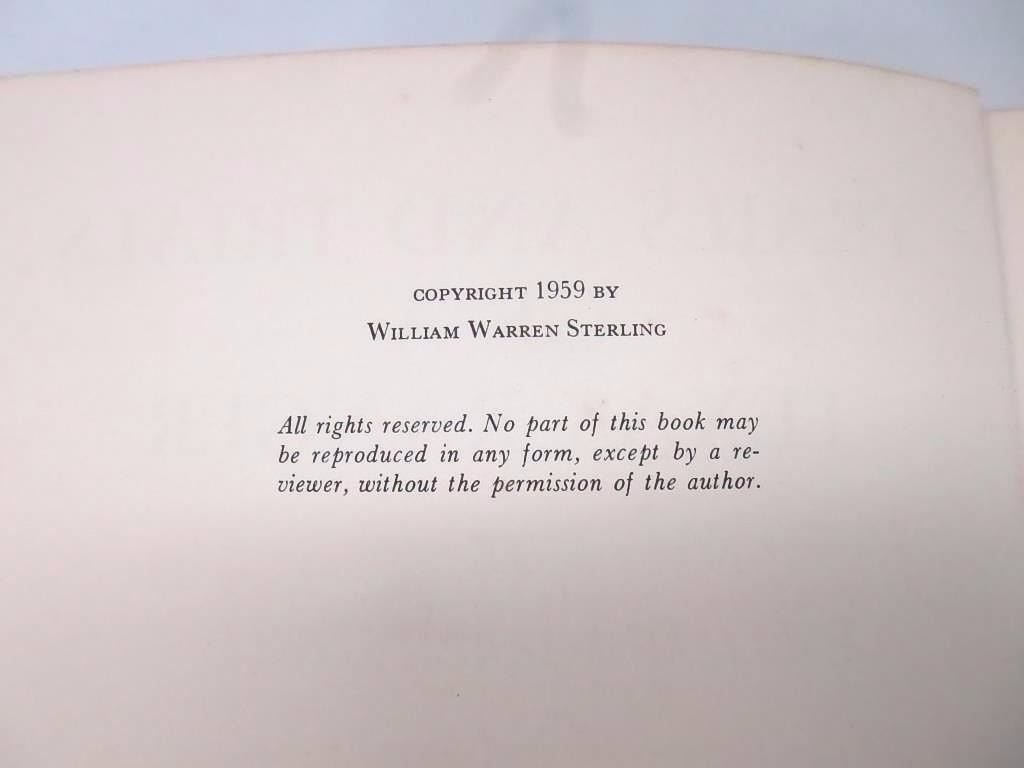 COPYRIGHT 1959 BY
WILLIAM WARREN STERLING
All rights reserved. No part of this book may
be reproduced in any form, except by a re-
viewer, without the permission of the author.